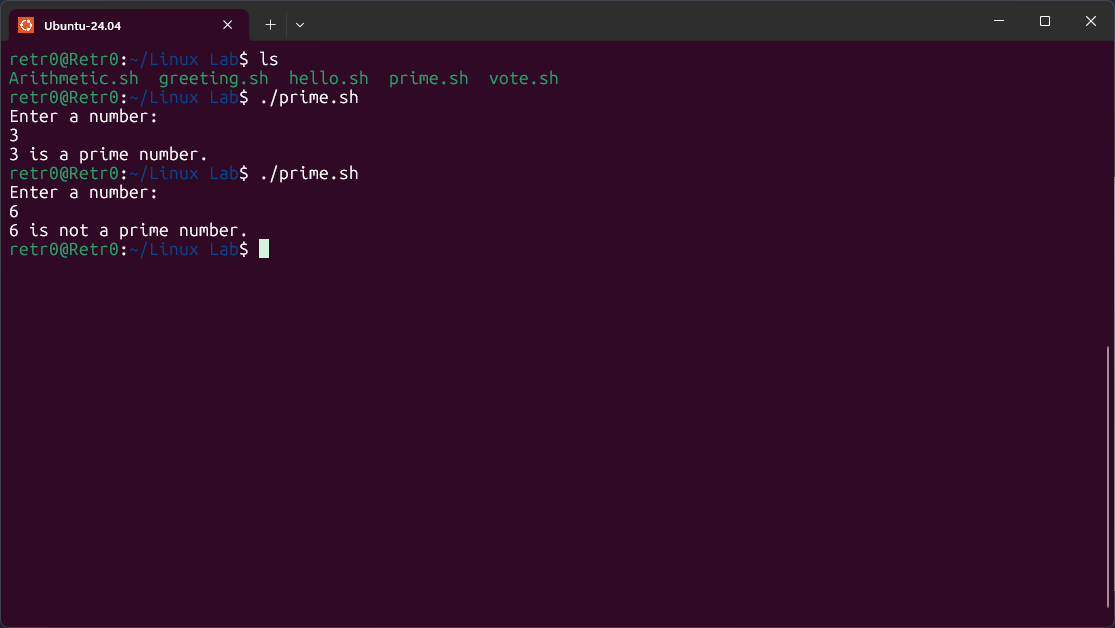 Ubuntu-24.04
retr0@Retr0:~/Linux Lab$ ls
Arithmetic.sh  greeting.sh  hello.sh  prime.sh  vote.sh
retr0@Retr0:~/Linux Lab$ ./prime.sh
Enter a number:
3
3 is a prime number.
retr0@Retr0:~/Linux Lab$ ./prime.sh
Enter a number:
6
6 is not a prime number.
retr0@Retr0:~/Linux Lab$